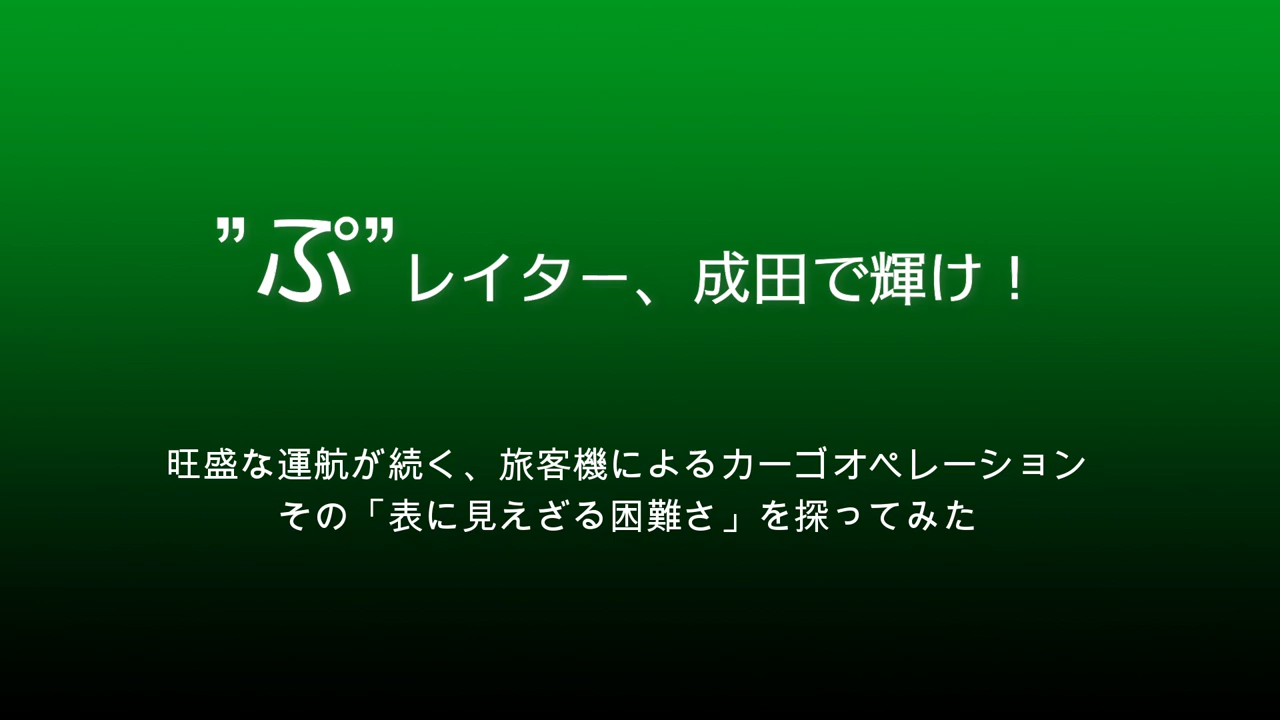 ”ぷ”レイター、成田で輝け！
旺盛な運航が続く、旅客機によるカーゴオペレーション
その「表に見えざる困難さ」を探ってみた